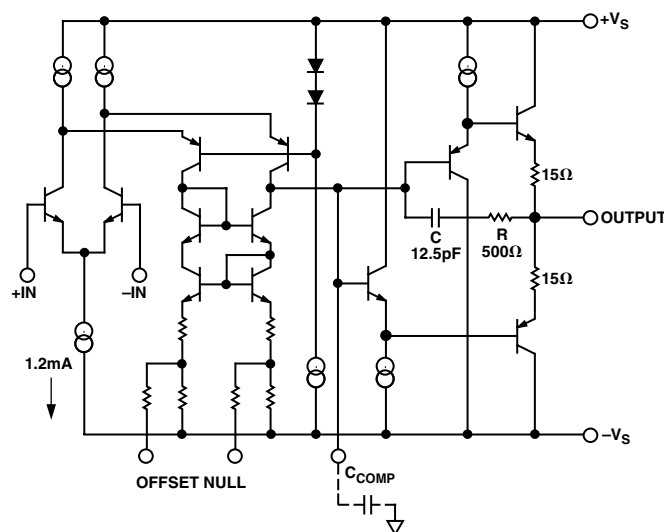 +VS
15Ω
OUTPUT
C
12.5pF
R
500Ω
+IN
–IN
15Ω
1.2mA
–VS
OFFSET NULL
CCOMP